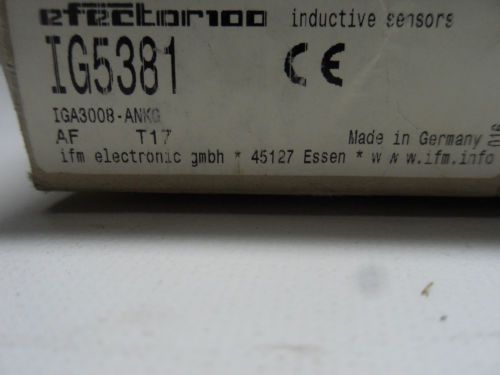 efector100 inductive sensors
IG5381 CE
IGA3008-ANKG
AF T17 Made in Germany
ifm electronic gmbh * 45127 Essen * www.ifm.info